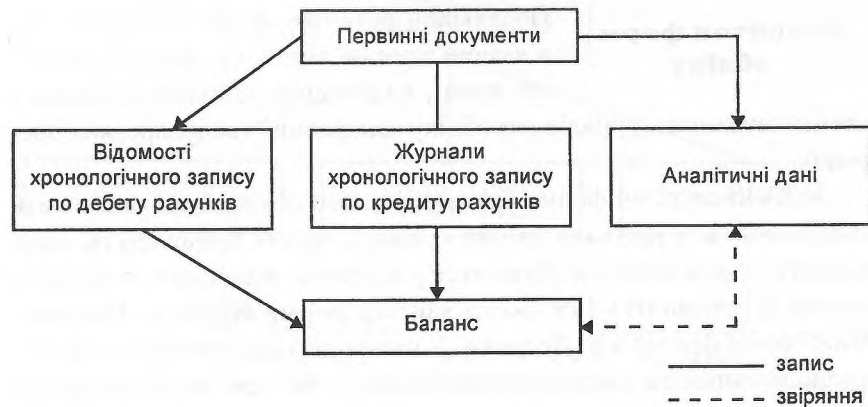 Первинні документи
Відомості
хронологічного запису
по дебету рахунків
Журнали
хронологічного запису
по кредиту рахунків
Аналітичні дані
Баланс
запис
звіряння